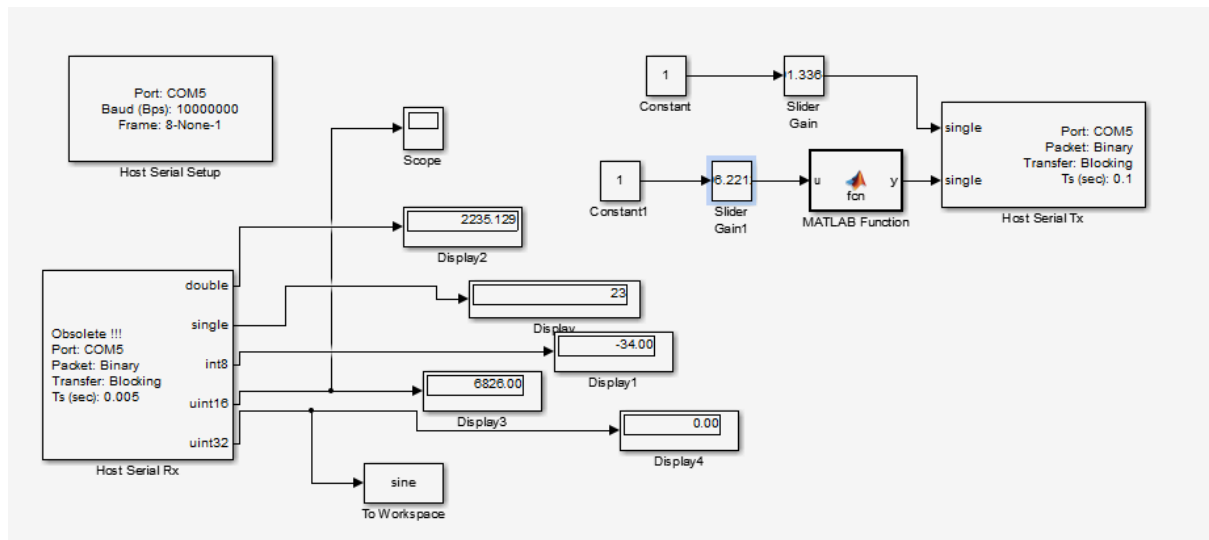 Port: COM5
Baud (Bps): 10000000
Frame: 8-None-1
Host Serial Setup
Scope
2235.129
Display2
23
Display
-34.00
Display1
6826.00
Display3
0.00
Display4
sine
To Workspace
double
single
int8
uint16
uint32
Obsolete !!!
Port: COM5
Packet: Binary
Transfer: Blocking
Ts (sec): 0.005
Host Serial Rx
1
Constant
1.336
Slider
Gain
1
Constant1
6.221
Slider
Gain1
u
fcn
y
MATLAB Function
single
single
Port: COM5
Packet: Binary
Transfer: Blocking
Ts (sec): 0.1
Host Serial Tx